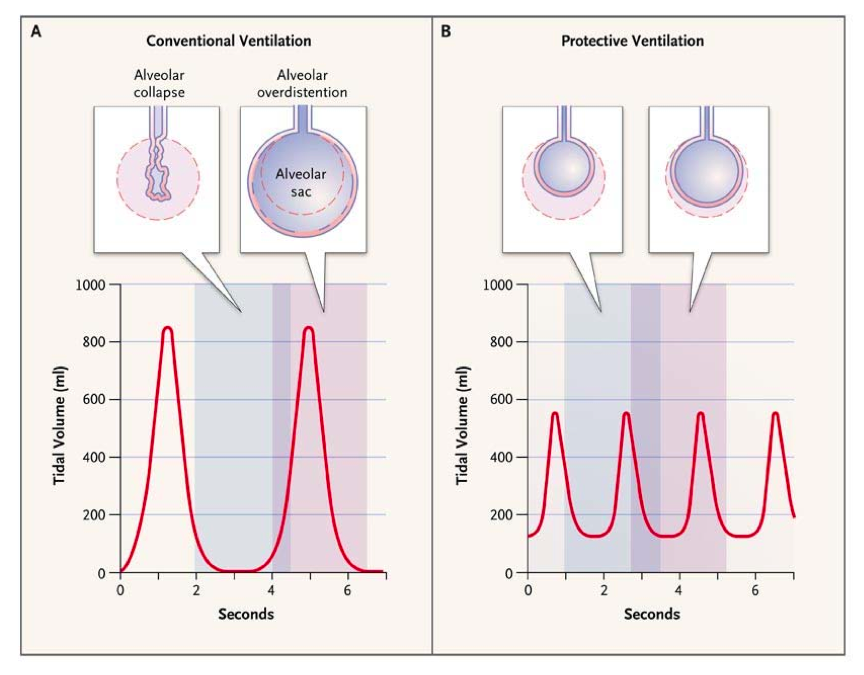 A
Conventional Ventilation
Alveolar
collapse
Alveolar
overdistention
Alveolar
sac
1000
800
600
400
200
0
Tidal Volume (ml)
0 2 4 6
Seconds
B
Protective Ventilation
1000
800
600
400
200
0
Tidal Volume (ml)
0 2 4 6
Seconds